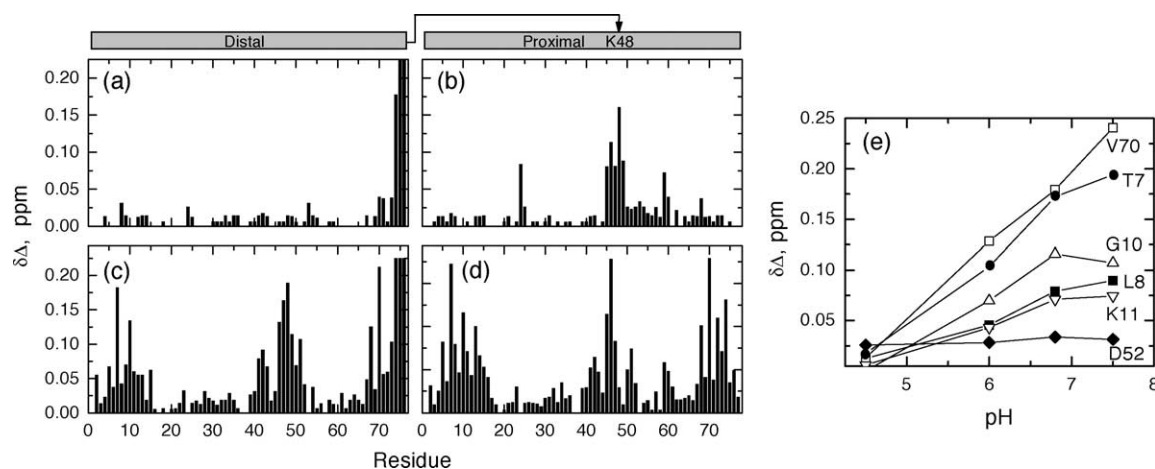 Distal
Proximal K48
(a)
(b)
0.20
0.15
0.10
0.05
0.00
δΔ, ppm
(c)
(d)
0.20
0.15
0.10
0.05
0.00
0 10 20 30 40 50 60 70
0 10 20 30 40 50 60 70
Residue
(e)
0.25
0.20
0.15
0.10
0.05
δΔ, ppm
V70
T7
G10
L8
K11
D52
5 6 7 8
pH